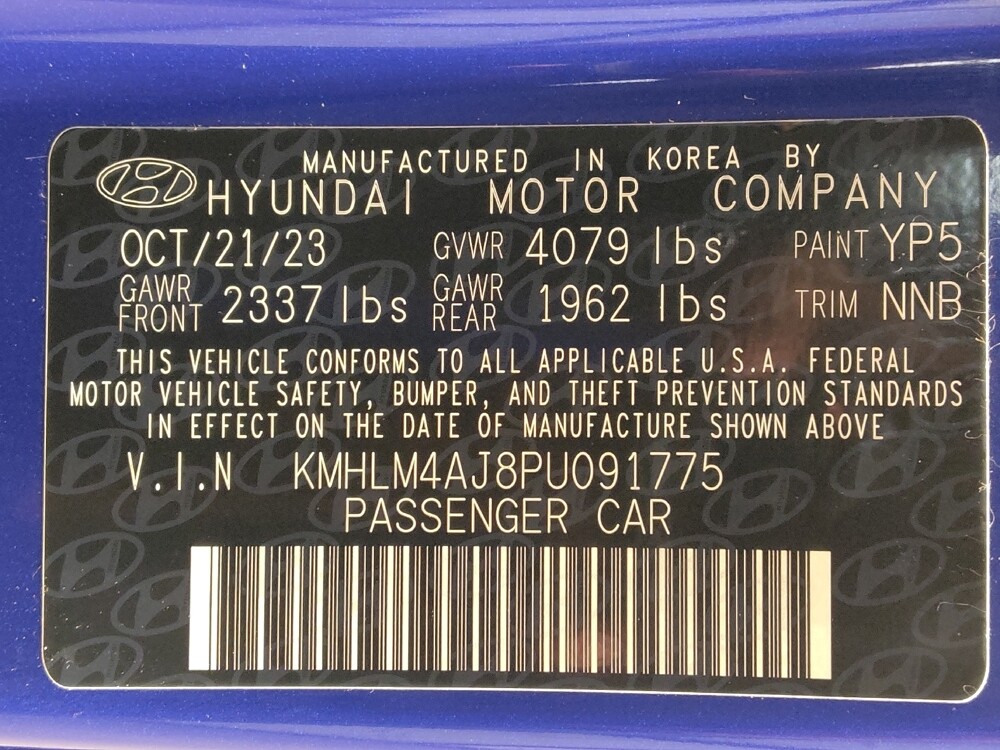 MANUFACTURED IN KOREA BY
HYUNDAI MOTOR COMPANY
OCT/21/23 GVWR 4079 lbs PAINT YP5
GAWR FRONT 2337 lbs GAWR REAR 1962 lbs TRIM NNB
THIS VEHICLE CONFORMS TO ALL APPLICABLE U.S.A. FEDERAL
MOTOR VEHICLE SAFETY, BUMPER, AND THEFT PREVENTION STANDARDS
IN EFFECT ON THE DATE OF MANUFACTURE SHOWN ABOVE
V.I.N KMHLM4AJ8PU091775
PASSENGER CAR